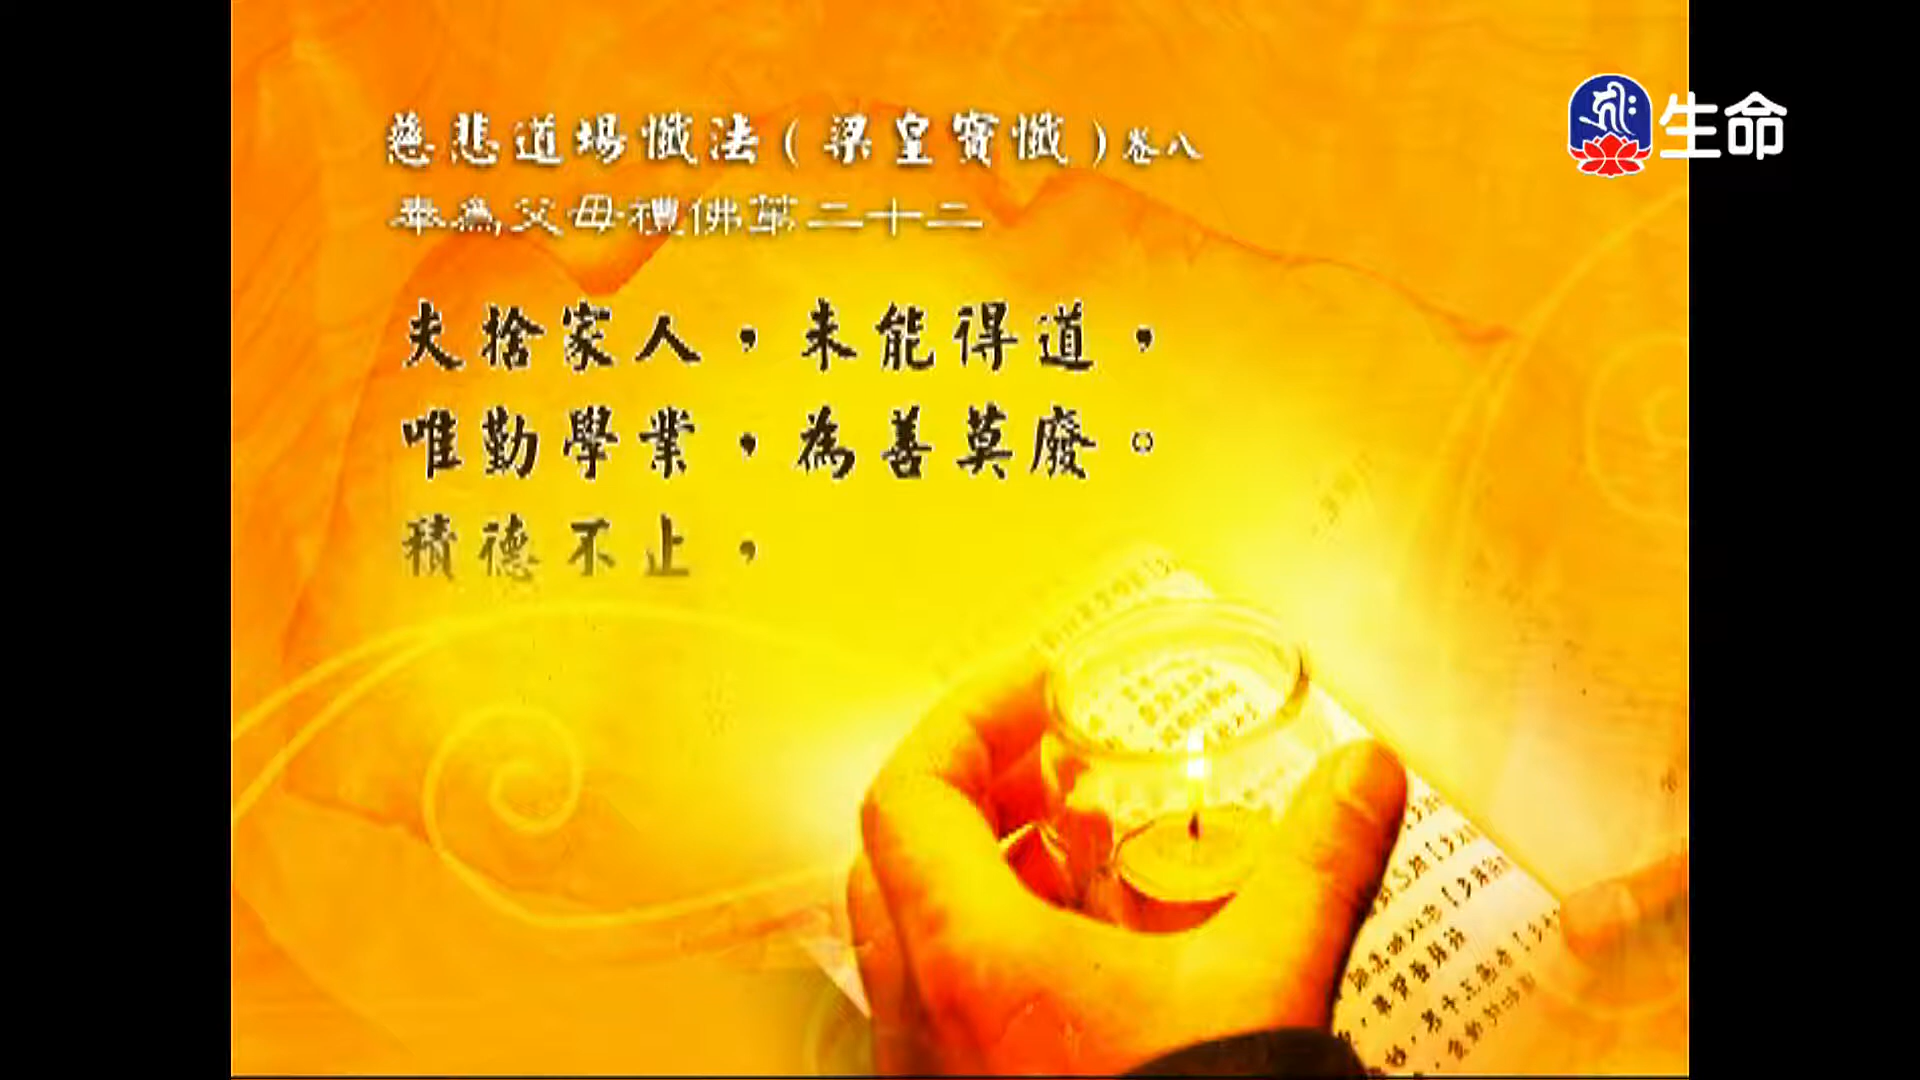 慈悲道場懺法(梁皇寶懺)卷八
生命
奉為父母禮佛第二十二
夫捨家人，未能得道，
唯勤學業，為善莫廢。
積德不止，